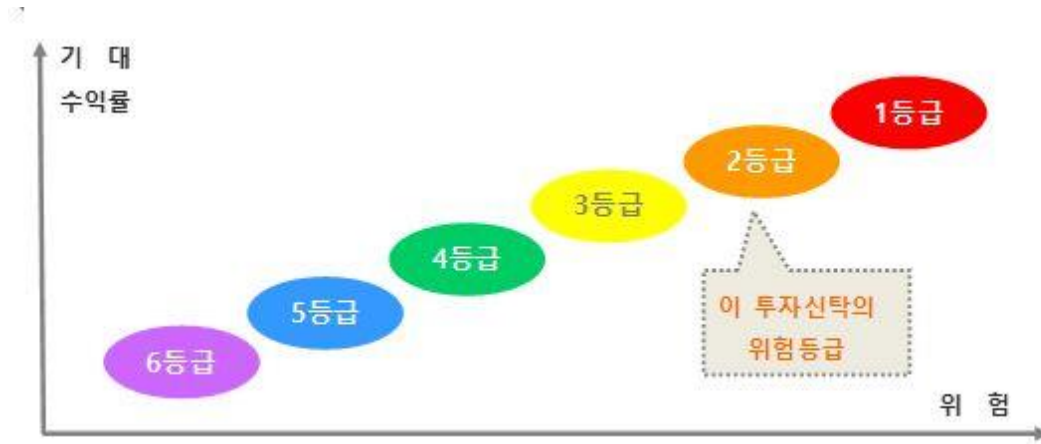 기 대
수익률
1등급
2등급
3등급
4등급
5등급
6등급
이 투자신탁의
위험등급
위 험